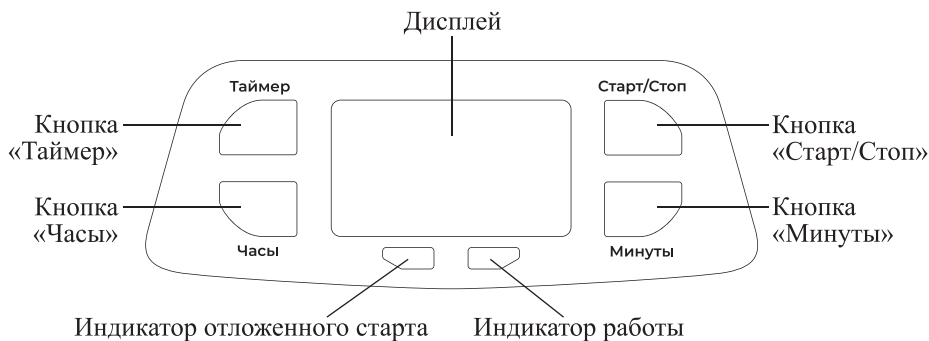 Дисплей
Таймер
Старт/Стоп
Кнопка
«Таймер»
Кнопка
«Старт/Стоп»
Кнопка
«Часы»
Кнопка
«Минуты»
Часы
Минуты
Индикатор отложенного старта
Индикатор работы